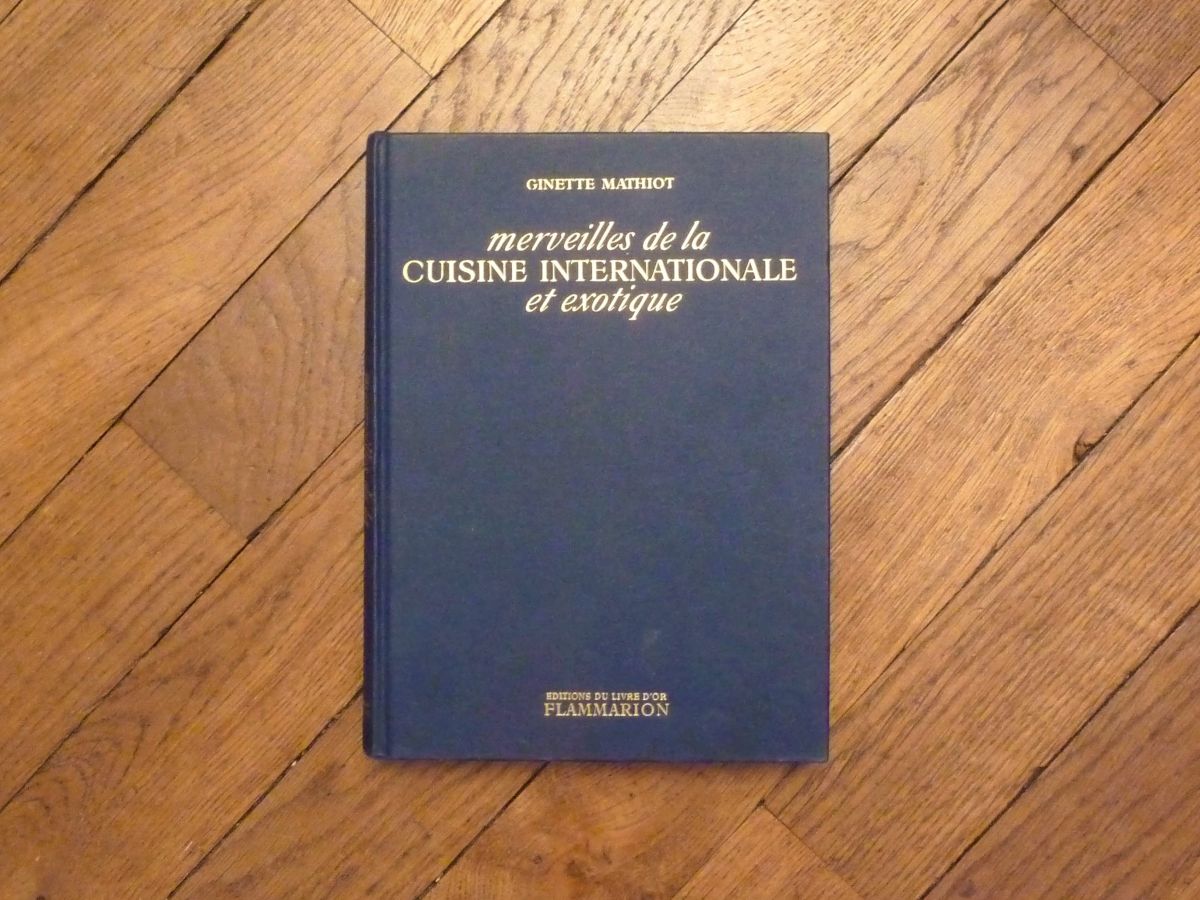 GINETTE MATHIOT
merveilles de la
CUISINE INTERNATIONALE
et exotique
EDITIONS DU LIVRE D'OR
FLAMMARION